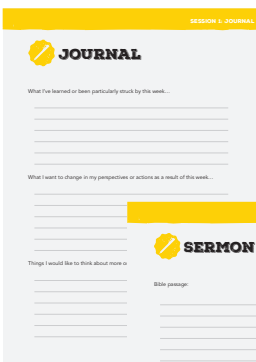 SESSION 1: JOURNAL
JOURNAL
What I've learned or been particularly struck by this week...
What I want to change in my perspectives or actions as a result of this week...
Things I would like to think about more o
SERMON
Bible passage: